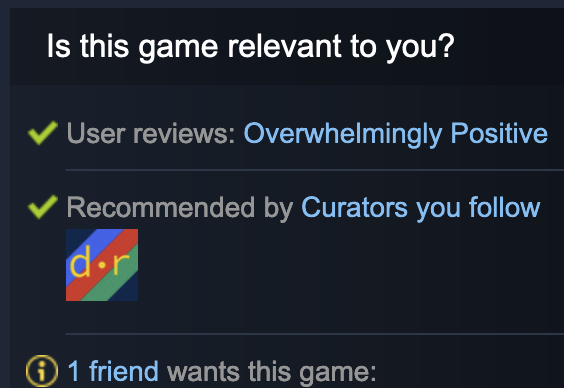 Is this game relevant to you?
User reviews: Overwhelmingly Positive
Recommended by Curators you follow
d·r
1 friend wants this game: